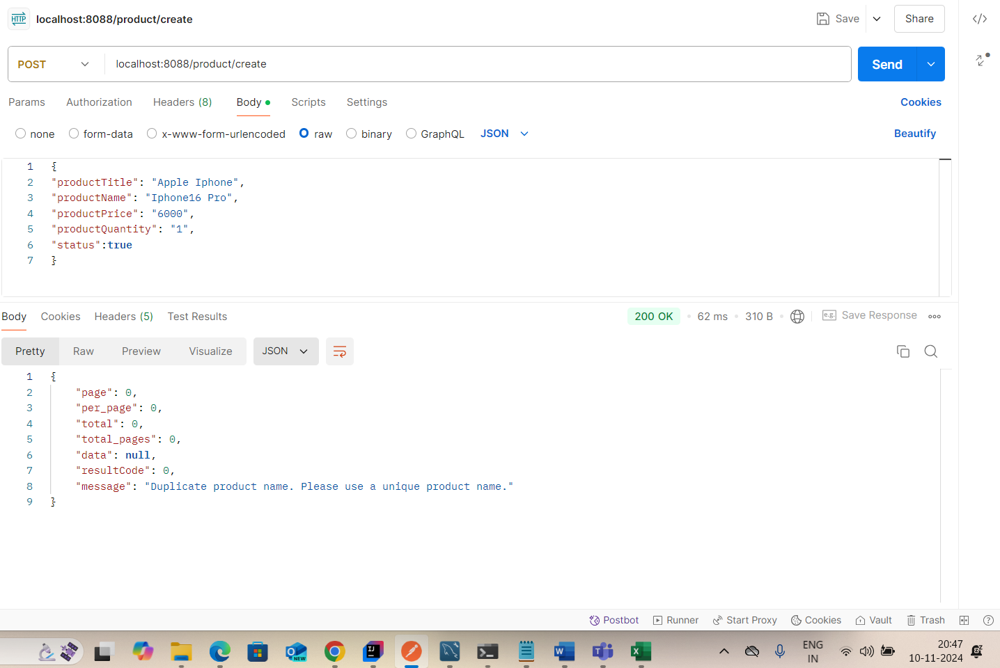 HTTP localhost:8088/product/create Save Share
POST localhost:8088/product/create Send
Params Authorization Headers (8) Body Scripts Settings Cookies
none form-data x-www-form-urlencoded raw binary GraphQL JSON Beautify
1 {
2 "productTitle": "Apple Iphone",
3 "productName": "Iphone16 Pro",
4 "productPrice": "6000",
5 "productQuantity": "1",
6 "status":true
7 }
Body Cookies Headers (5) Test Results 200 OK 62 ms 310 B e.g. Save Response
Pretty Raw Preview Visualize JSON
1 {
2 "page": 0,
3 "per_page": 0,
4 "total": 0,
5 "total_pages": 0,
6 "data": null,
7 "resultCode": 0,
8 "message": "Duplicate product name. Please use a unique product name."
9 }
Postbot Runner Start Proxy Cookies Vault Trash
ENG 20:47
IN 10-11-2024